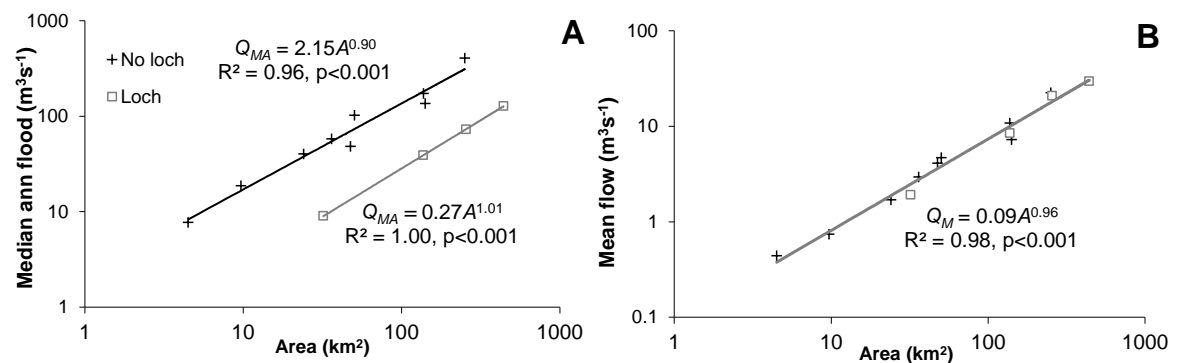 A
1000
100
10
1
Median ann flood (m³s⁻¹)
+ No loch
Loch
Q_MA = 2.15A^0.90
R² = 0.96, p<0.001
Q_MA = 0.27A^1.01
R² = 1.00, p<0.001
1 10 100 1000
Area (km²)
B
100
10
1
0.1
Mean flow (m³s⁻¹)
Q_M = 0.09A^0.96
R² = 0.98, p<0.001
1 10 100 1000
Area (km²)